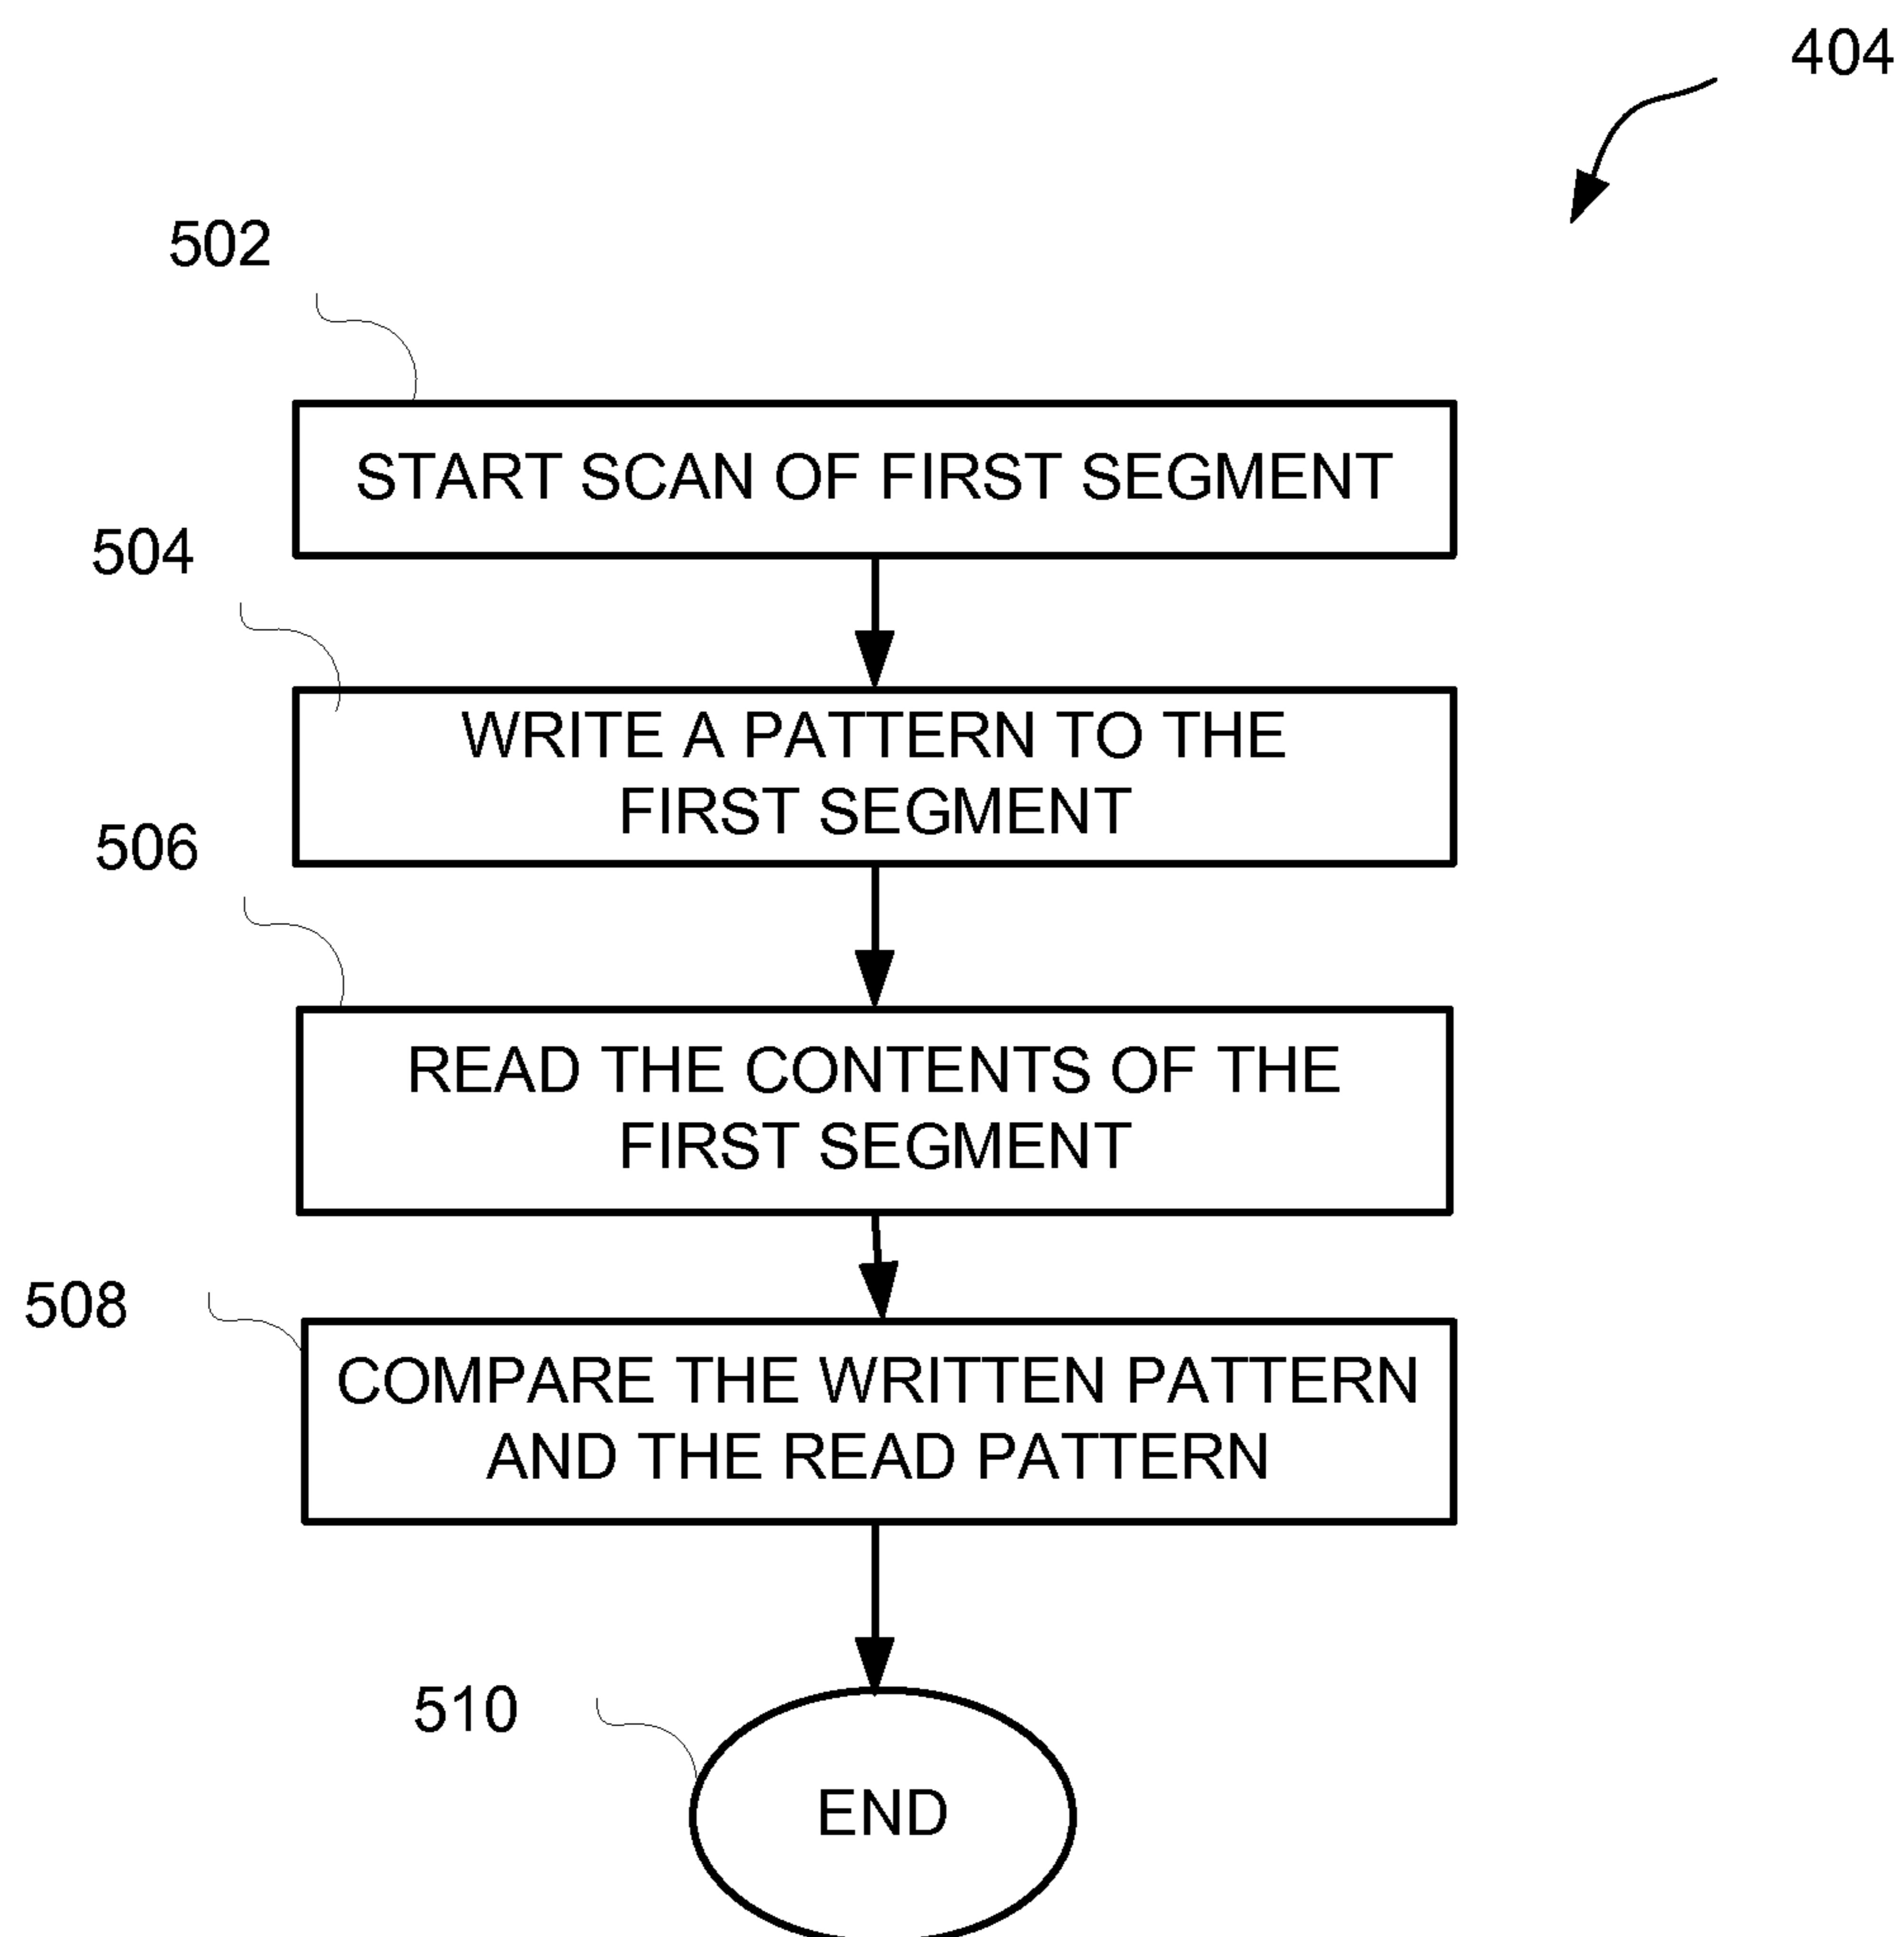 404
502
START SCAN OF FIRST SEGMENT
504
WRITE A PATTERN TO THE
FIRST SEGMENT
506
READ THE CONTENTS OF THE
FIRST SEGMENT
508
COMPARE THE WRITTEN PATTERN
AND THE READ PATTERN
510
END